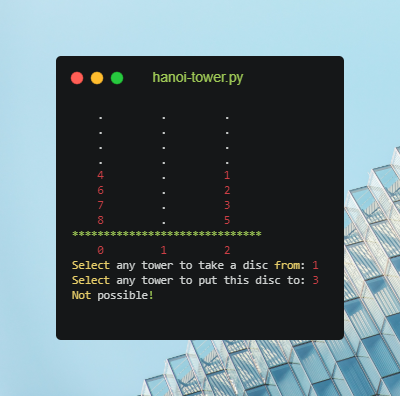 hanoi-tower.py
. . .
. . .
. . .
. . .
4 . 1
6 . 2
7 . 3
8 . 5
******************************
0 1 2
Select any tower to take a disc from: 1
Select any tower to put this disc to: 3
Not possible!